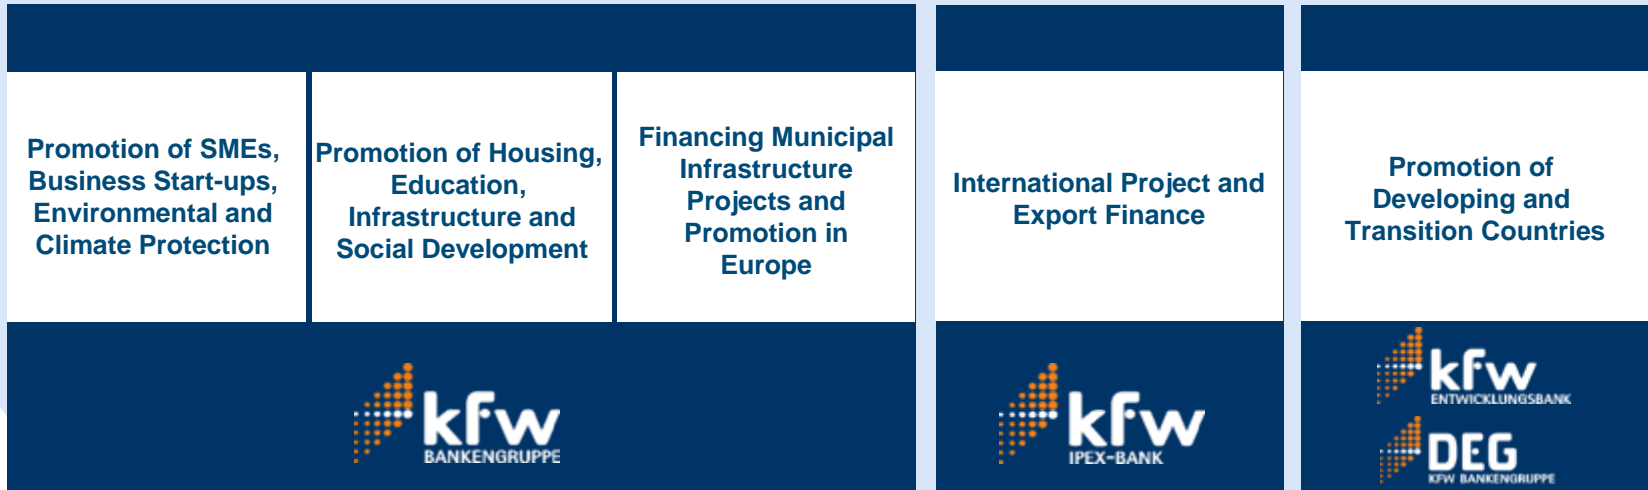 Promotion of SMEs,
Business Start-ups,
Environmental and
Climate Protection
Promotion of Housing,
Education,
Infrastructure and
Social Development
Financing Municipal
Infrastructure
Projects and
Promotion in
Europe
International Project and
Export Finance
Promotion of
Developing and
Transition Countries
kfw
BANKENGRUPPE
kfw
IPEX-BANK
kfw
ENTWICKLUNGSBANK
DEG
KFW BANKENGRUPPE